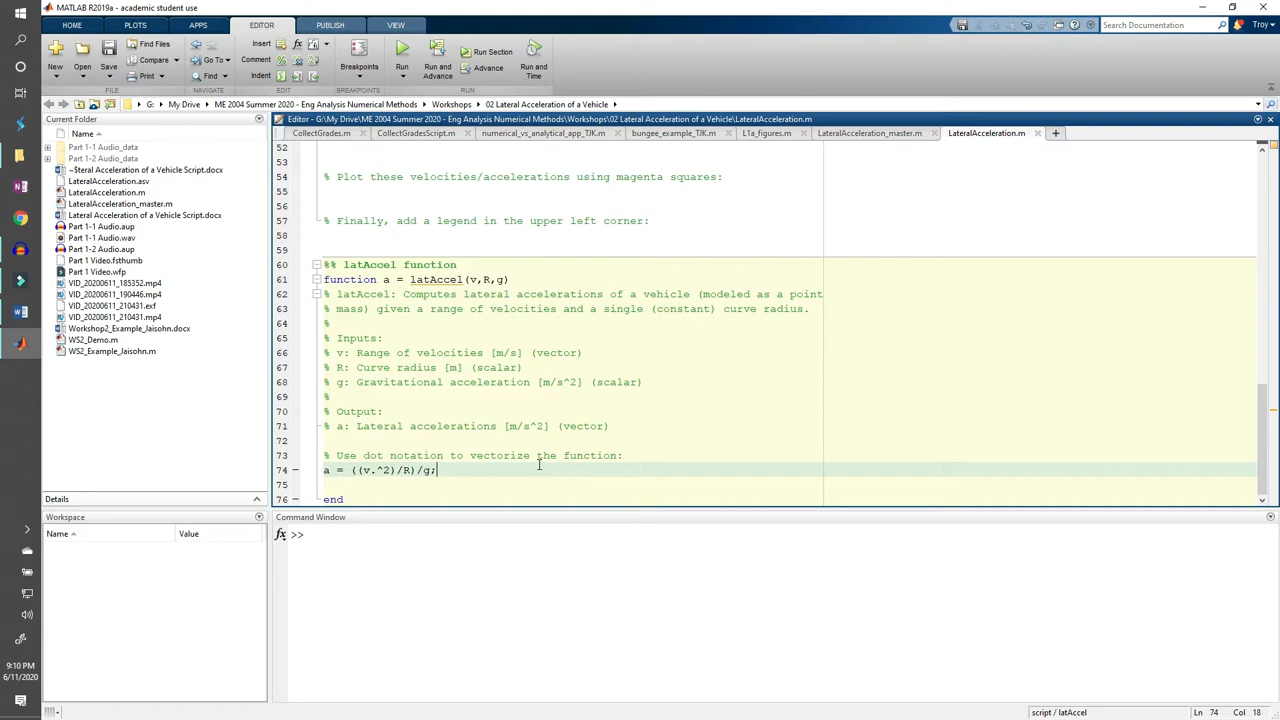 MATLAB R2019a - academic student use
HOME PLOTS APPS EDITOR PUBLISH VIEW
Search Documentation Troy
New Open Save Find Files Compare Print
FILE
Go To Find
NAVIGATE
Insert fx
Comment
Indent
EDIT
Breakpoints
BREAKPOINTS
Run Run and Advance Run Section Advance Run and Time
RUN
G: My Drive ME 2004 Summer 2020 - Eng Analysis Numerical Methods Workshops 02 Lateral Acceleration of a Vehicle
Current Folder
Name
Part 1-1 Audio_data
Part 1-2 Audio_data
~$teral Acceleration of a Vehicle Script.docx
LateralAcceleration.asv
LateralAcceleration.m
LateralAcceleration_master.m
Lateral Acceleration of a Vehicle Script.docx
Part 1-1 Audio.aup
Part 1-1 Audio.wav
Part 1-2 Audio.aup
Part 1 Video.fsthumb
Part 1 Video.wfp
VID_20200611_185352.mp4
VID_20200611_190446.mp4
VID_20200611_210431.exf
VID_20200611_210431.mp4
Workshop2_Example_Jaisohn.docx
WS2_Demo.m
WS2_Example_Jaisohn.m
Details
Workspace
Name Value
Editor - G:\My Drive\ME 2004 Summer 2020 - Eng Analysis Numerical Methods\Workshops\02 Lateral Acceleration of a Vehicle\LateralAcceleration.m
CollectGrades.m CollectGradesScript.m numerical_vs_analytical_app_TJK.m bungee_example_TJK.m L1a_figures.m LateralAcceleration_master.m LateralAcceleration.m
52
53
54 % Plot these velocities/accelerations using magenta squares:
55
56
57 % Finally, add a legend in the upper left corner:
58
59
60 %% latAccel function
61 function a = latAccel(v,R,g)
62 % latAccel: Computes lateral accelerations of a vehicle (modeled as a point
63 % mass) given a range of velocities and a single (constant) curve radius.
64 %
65 % Inputs:
66 % v: Range of velocities [m/s] (vector)
67 % R: Curve radius [m] (scalar)
68 % g: Gravitational acceleration [m/s^2] (scalar)
69 %
70 % Output:
71 % a: Lateral accelerations [m/s^2] (vector)
72
73 % Use dot notation to vectorize the function:
74 a = ((v.^2)/R)/g;
75
76 end
Command Window
fx >>
9:10 PM
6/11/2020
script / latAccel Ln 74 Col 18